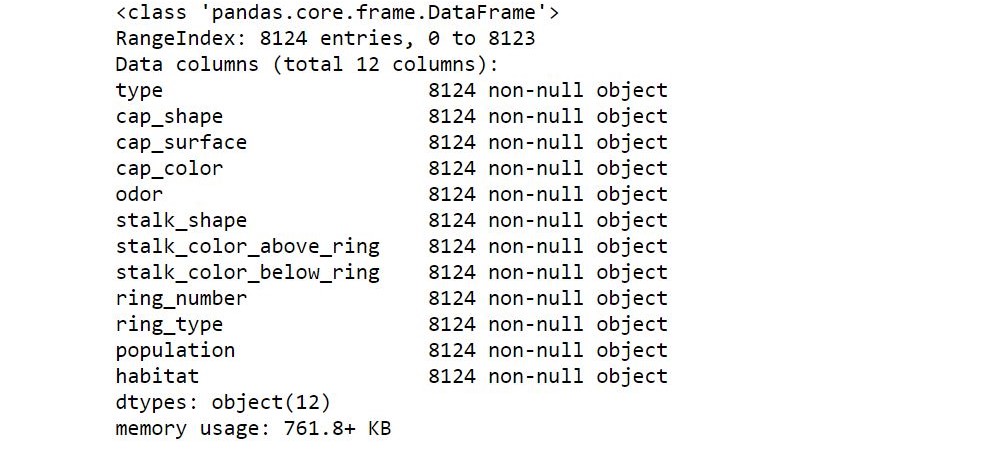 <class 'pandas.core.frame.DataFrame'>
RangeIndex: 8124 entries, 0 to 8123
Data columns (total 12 columns):
type                      8124 non-null object
cap_shape                 8124 non-null object
cap_surface               8124 non-null object
cap_color                 8124 non-null object
odor                      8124 non-null object
stalk_shape               8124 non-null object
stalk_color_above_ring    8124 non-null object
stalk_color_below_ring    8124 non-null object
ring_number               8124 non-null object
ring_type                 8124 non-null object
population                8124 non-null object
habitat                   8124 non-null object
dtypes: object(12)
memory usage: 761.8+ KB